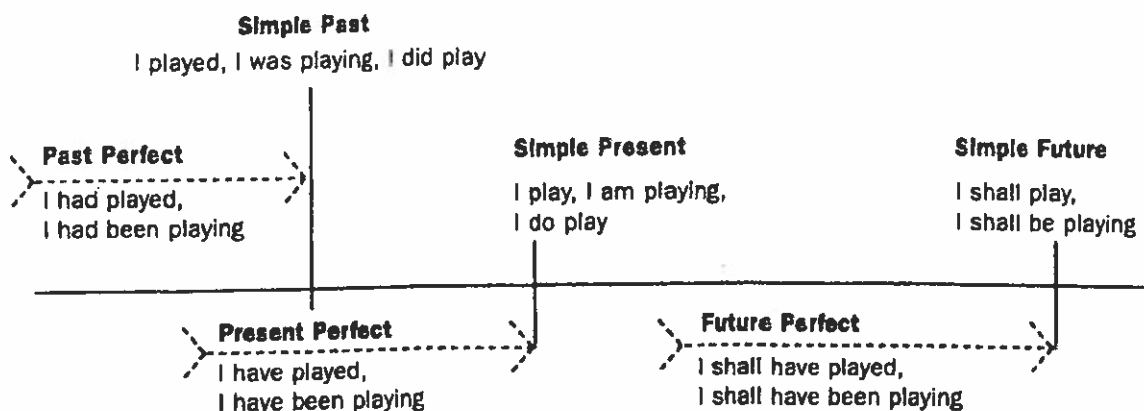 Simple Past
I played, I was playing, I did play
Past Perfect
I had played,
I had been playing
Simple Present
I play, I am playing,
I do play
Simple Future
I shall play,
I shall be playing
Present Perfect
I have played,
I have been playing
Future Perfect
I shall have played,
I shall have been playing